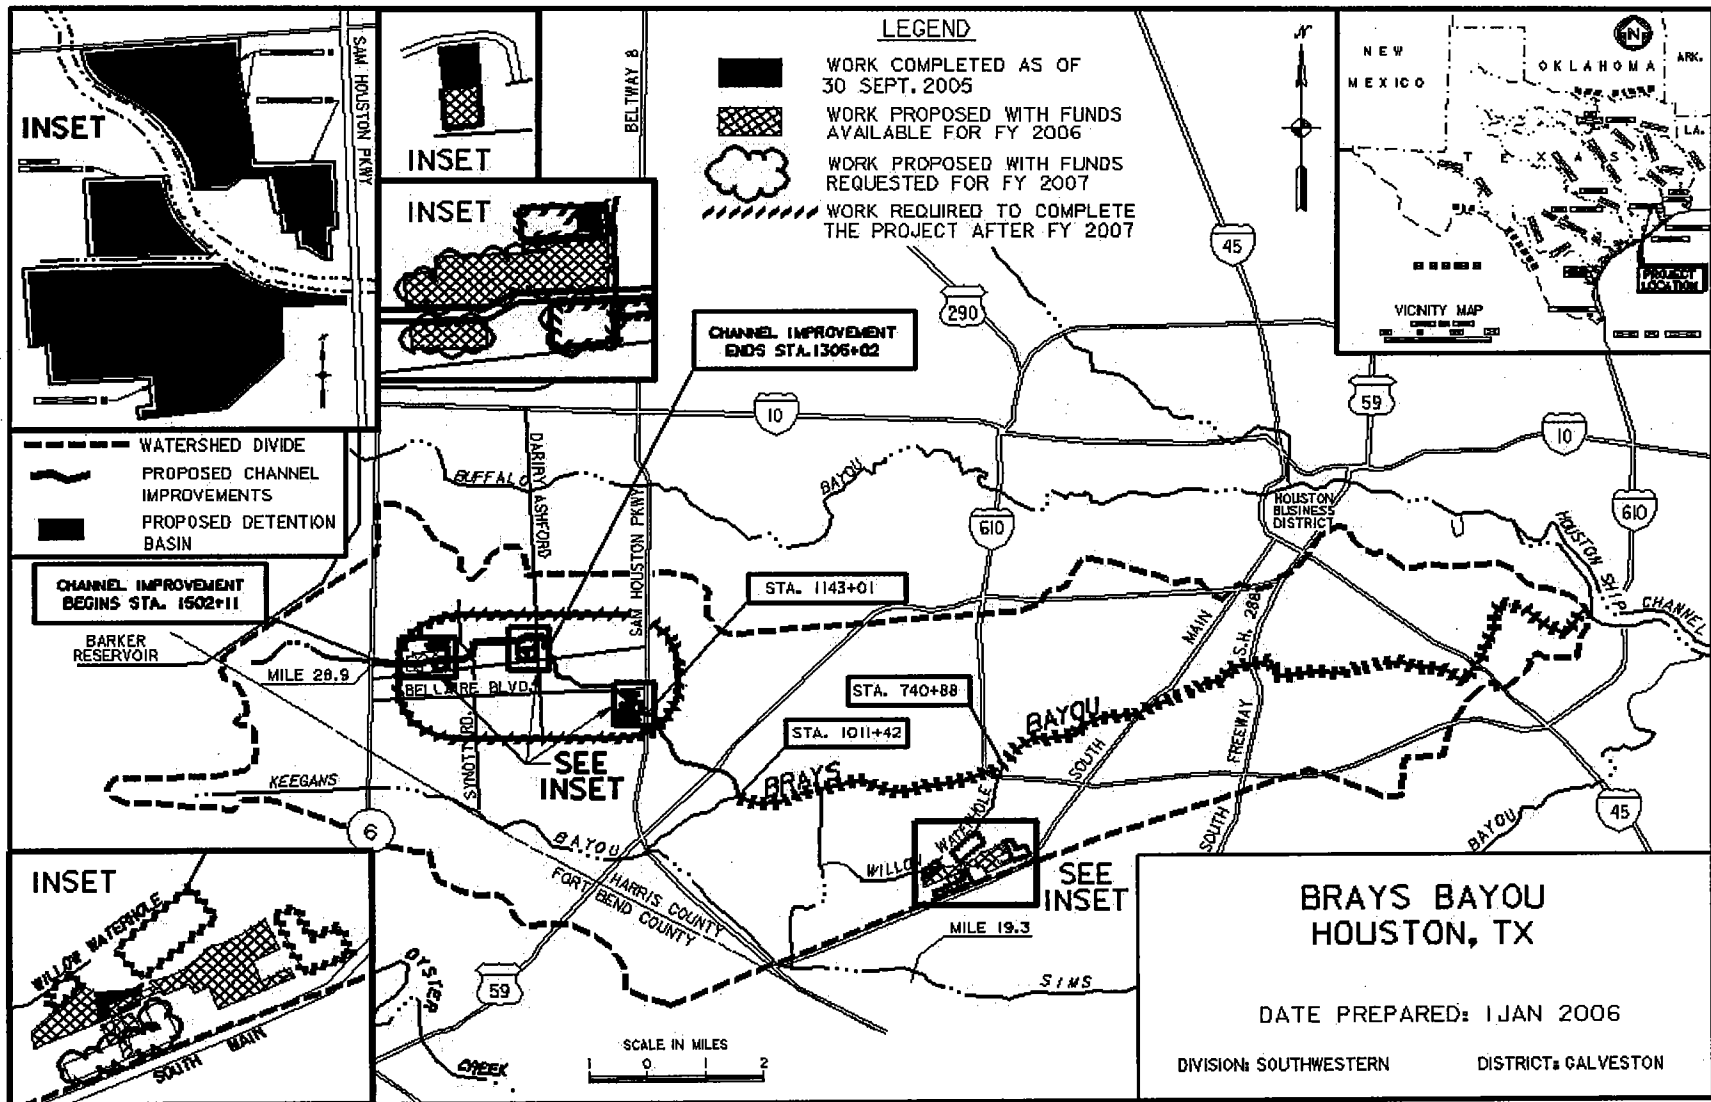 LEGEND
WORK COMPLETED AS OF
30 SEPT. 2005
WORK PROPOSED WITH FUNDS
AVAILABLE FOR FY 2006
WORK PROPOSED WITH FUNDS
REQUESTED FOR FY 2007
WORK REQUIRED TO COMPLETE
THE PROJECT AFTER FY 2007
INSET
SAM HOUSTON PKWY
INSET
INSET
BELTWAY 8
N
N
NEW
MEXICO
OKLAHOMA
ARK.
LA.
TEXAS
PROJECT
LOCATION
VICINITY MAP
WATERSHED DIVIDE
PROPOSED CHANNEL
IMPROVEMENTS
PROPOSED DETENTION
BASIN
CHANNEL IMPROVEMENT
ENDS STA.1305+02
CHANNEL IMPROVEMENT
BEGINS STA. 1502+11
BARKER
RESERVOIR
MILE 28.9
BELLAIRE BLVD.
SYNOTT RD.
DARIRY ASHFORD
SAM HOUSTON PKWY
STA. 1143+01
STA. 740+88
STA. 1011+42
SEE
INSET
BUFFALO
BAYOU
290
45
10
59
10
610
610
HOUSTON
BUSINESS
DISTRICT
HOUSTON SHIP
CHANNEL
MAIN
S.H. 288
SOUTH
FREEWAY
SOUTH
BRAYS
BAYOU
KEEGANS
BAYOU
6
HARRIS COUNTY
FORT BEND COUNTY
59
WILLOW WATERHOLE
SEE
INSET
MILE 19.3
SIMS
BAYOU
45
OYSTER
CREEK
INSET
WILLOW WATERHOLE
SOUTH MAIN
SCALE IN MILES
1 0 1 2
BRAYS BAYOU
HOUSTON, TX
DATE PREPARED: 1 JAN 2006
DIVISION: SOUTHWESTERN
DISTRICT: GALVESTON